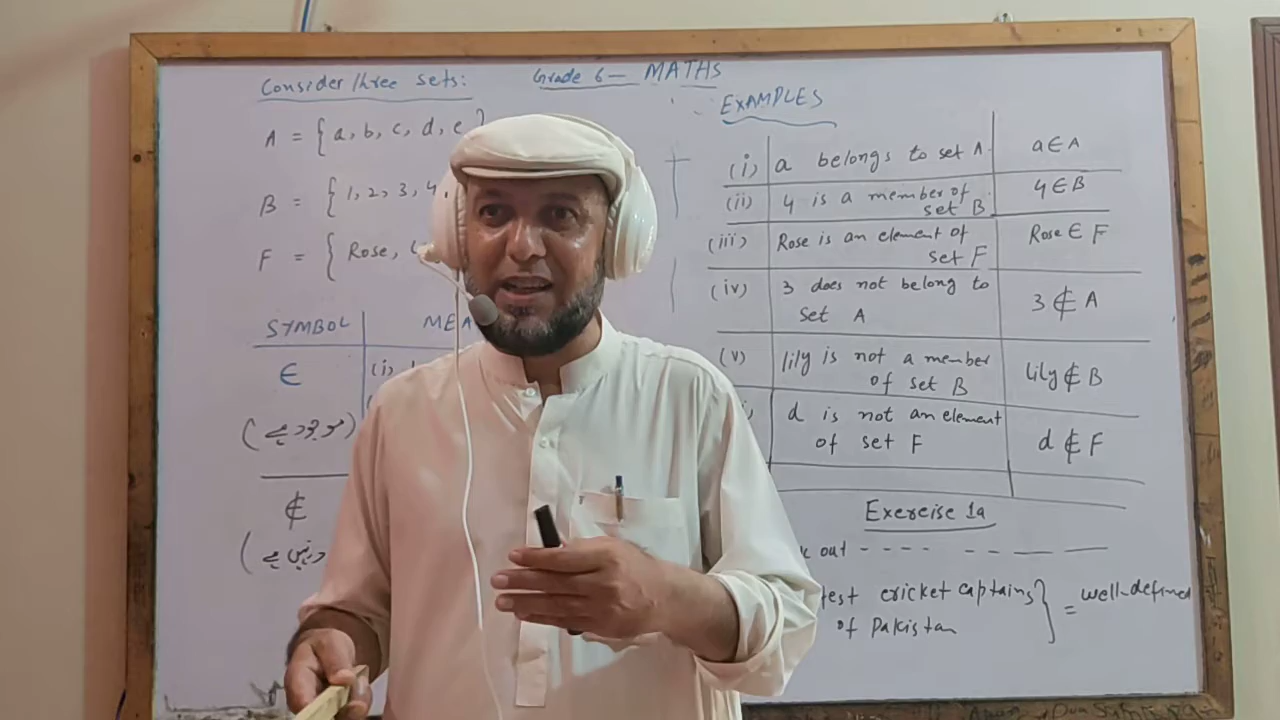 Grade 6 — MATHS
Consider three sets:
A = { a, b, c, d, e }
B = { 1, 2, 3, 4,
F = { Rose,
SYMBOL MEA
∈ (i)
(موجود ہے)
∉
EXAMPLES
(i) a belongs to set A. a ∈ A
(ii) 4 is a member of 4 ∈ B
set B
(iii) Rose is an element of Rose ∈ F
set F
(iv) 3 does not belong to 3 ∉ A
set A
(v) lily is not a member lily ∉ B
of set B
d is not an element d ∉ F
of set F
Exercise 1a
out - - - - - - - -
test cricket captains } = well-defined
of Pakistan